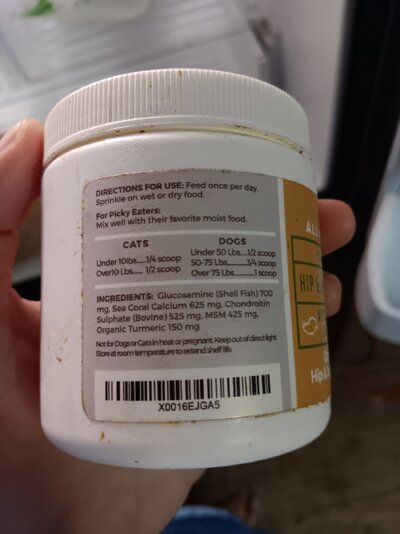 DIRECTIONS FOR USE: Feed once per day.
Sprinkle on wet or dry food.
For Picky Eaters:
Mix well with their favorite moist food.
CATS
Under 10lbs.....1/4 scoop
Over10 Lbs..... 1/2 scoop
DOGS
Under 50 Lbs.....1/2 scoop
50-75 Lbs..........3/4 scoop
Over 75 Lbs...........1 scoop
INGREDIENTS: Glucosamine (Shell Fish) 700
mg, Sea Coral Calcium 625 mg, Chondroitin
Sulphate (Bovine) 525 mg, MSM 425 mg,
Organic Turmeric 150 mg
Not for Dogs or Cats in heat or pregnant. Keep out of direct light
Store at room temperature to extend shelf life.
X0016EJGA5
HIP &
Hip &